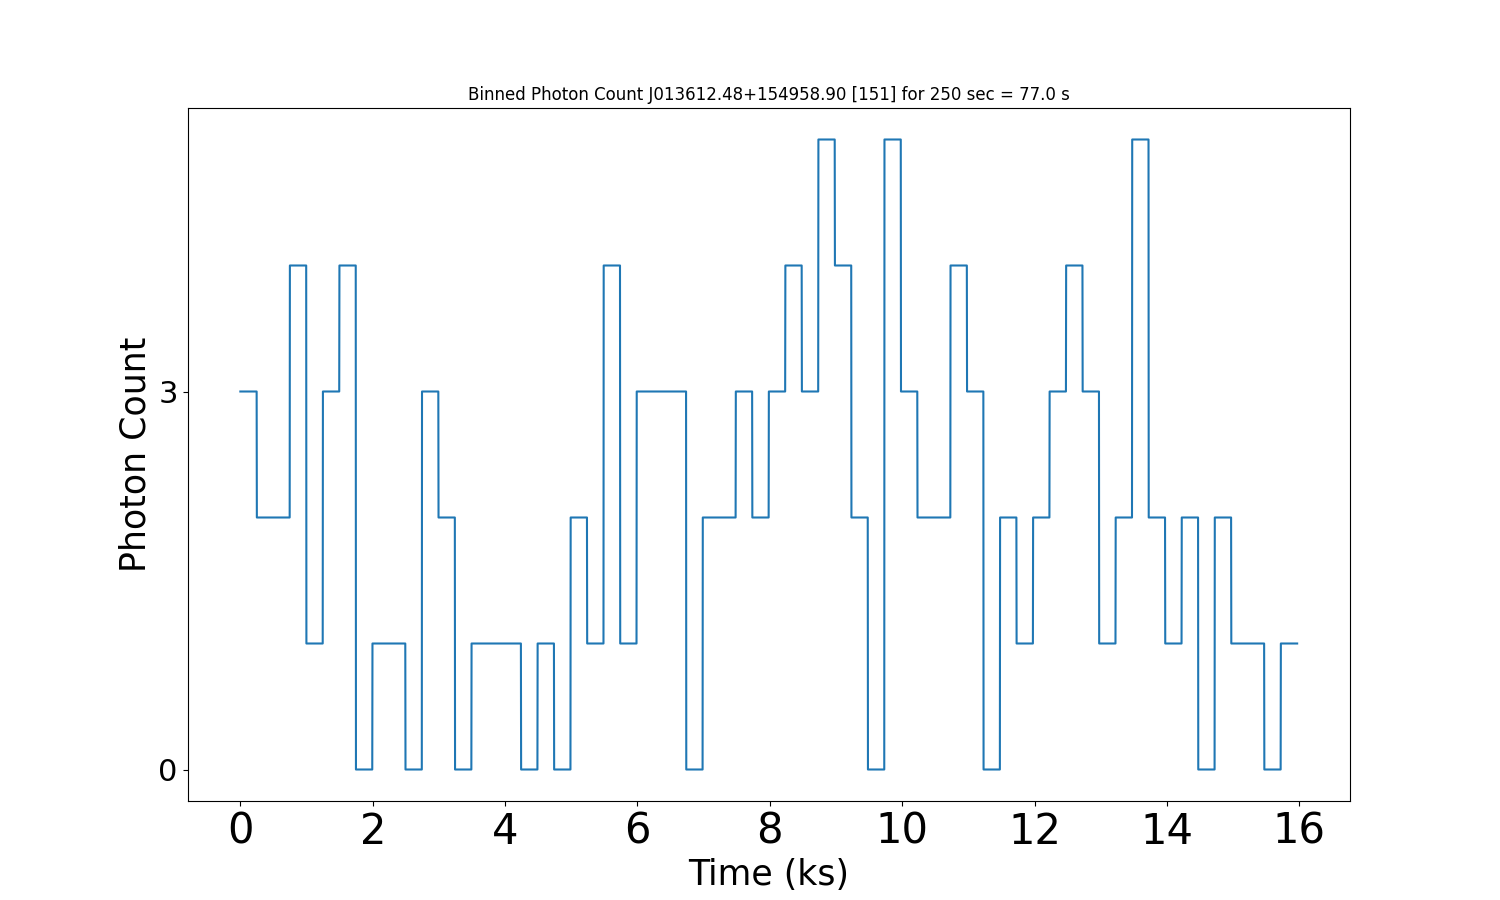 Binned Photon Count J013612.48+154958.90 [151] for 250 sec = 77.0 s
Photon Count
3
0
0 2 4 6 8 10 12 14 16
Time (ks)